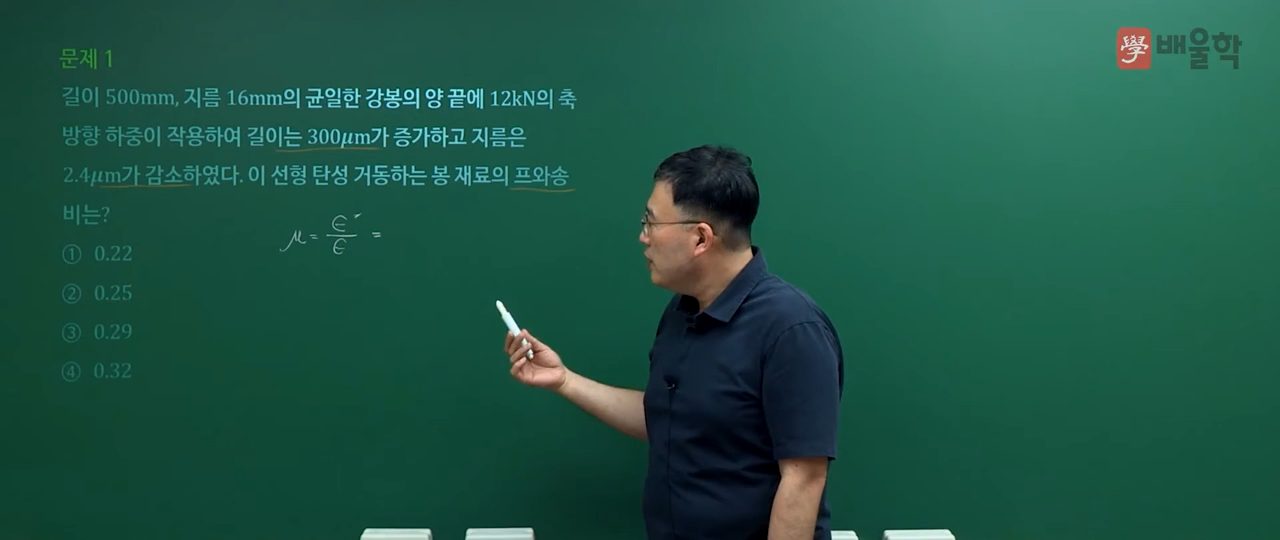 學 배울학
문제 1
길이 500mm, 지름 16mm의 균일한 강봉의 양 끝에 12kN의 축
방향 하중이 작용하여 길이는 300μm가 증가하고 지름은
2.4μm가 감소하였다. 이 선형 탄성 거동하는 봉 재료의 프와송
비는?
μ = ϵ' / ϵ =
① 0.22
② 0.25
③ 0.29
④ 0.32